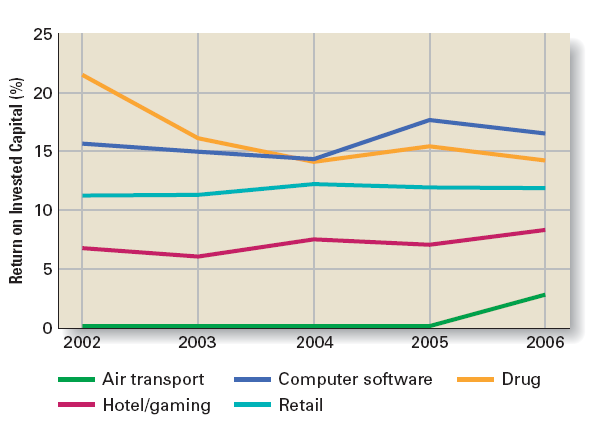 Return on Invested Capital (%)
25
20
15
10
5
0
2002 2003 2004 2005 2006
Air transport Computer software Drug
Hotel/gaming Retail